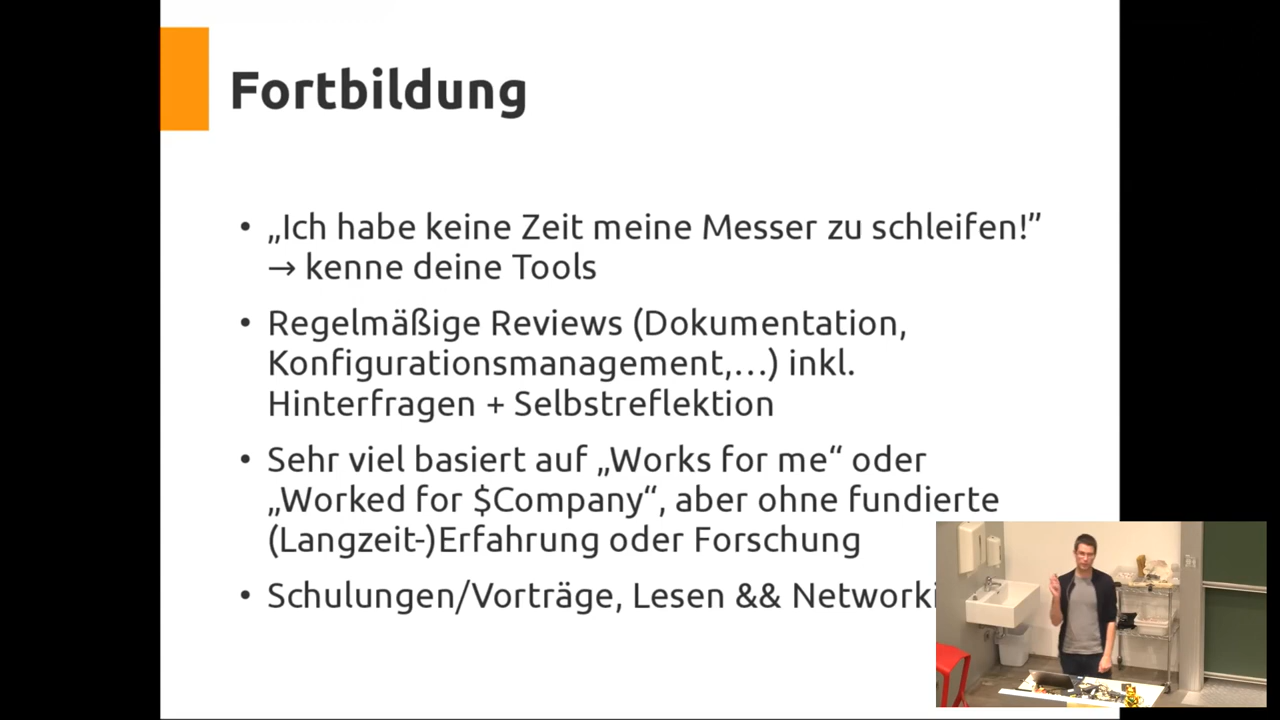 Fortbildung
• „Ich habe keine Zeit meine Messer zu schleifen!”
→ kenne deine Tools
• Regelmäßige Reviews (Dokumentation,
Konfigurationsmanagement,…) inkl.
Hinterfragen + Selbstreflektion
• Sehr viel basiert auf „Works for me“ oder
„Worked for $Company“, aber ohne fundierte
(Langzeit-)Erfahrung oder Forschung
• Schulungen/Vorträge, Lesen &&